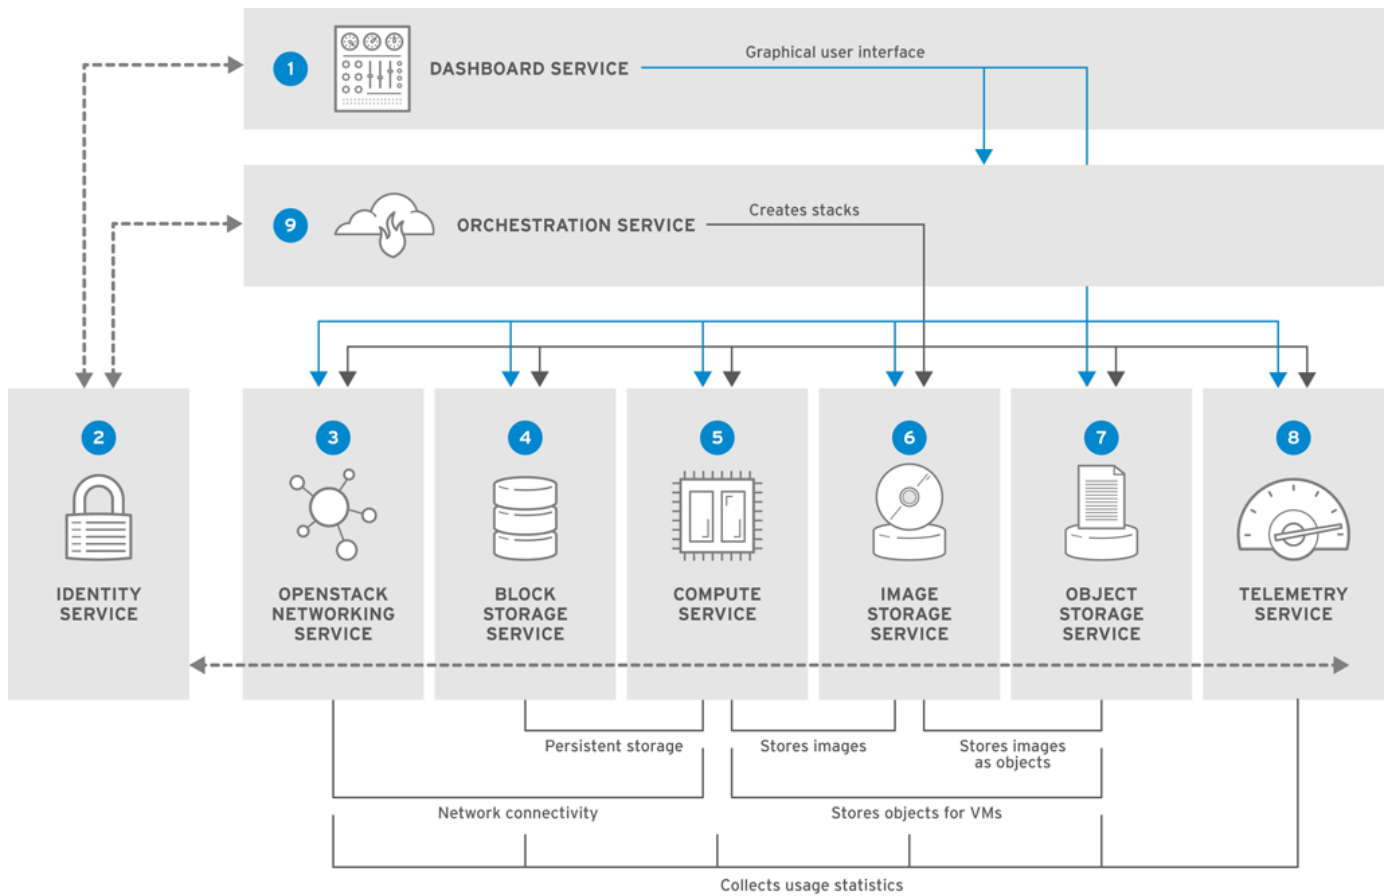 1
DASHBOARD SERVICE
Graphical user interface
9
ORCHESTRATION SERVICE
Creates stacks
2
IDENTITY
SERVICE
3
OPENSTACK
NETWORKING
SERVICE
4
BLOCK
STORAGE
SERVICE
5
COMPUTE
SERVICE
6
IMAGE
STORAGE
SERVICE
7
OBJECT
STORAGE
SERVICE
8
TELEMETRY
SERVICE
Persistent storage
Stores images
Stores images
as objects
Network connectivity
Stores objects for VMs
Collects usage statistics